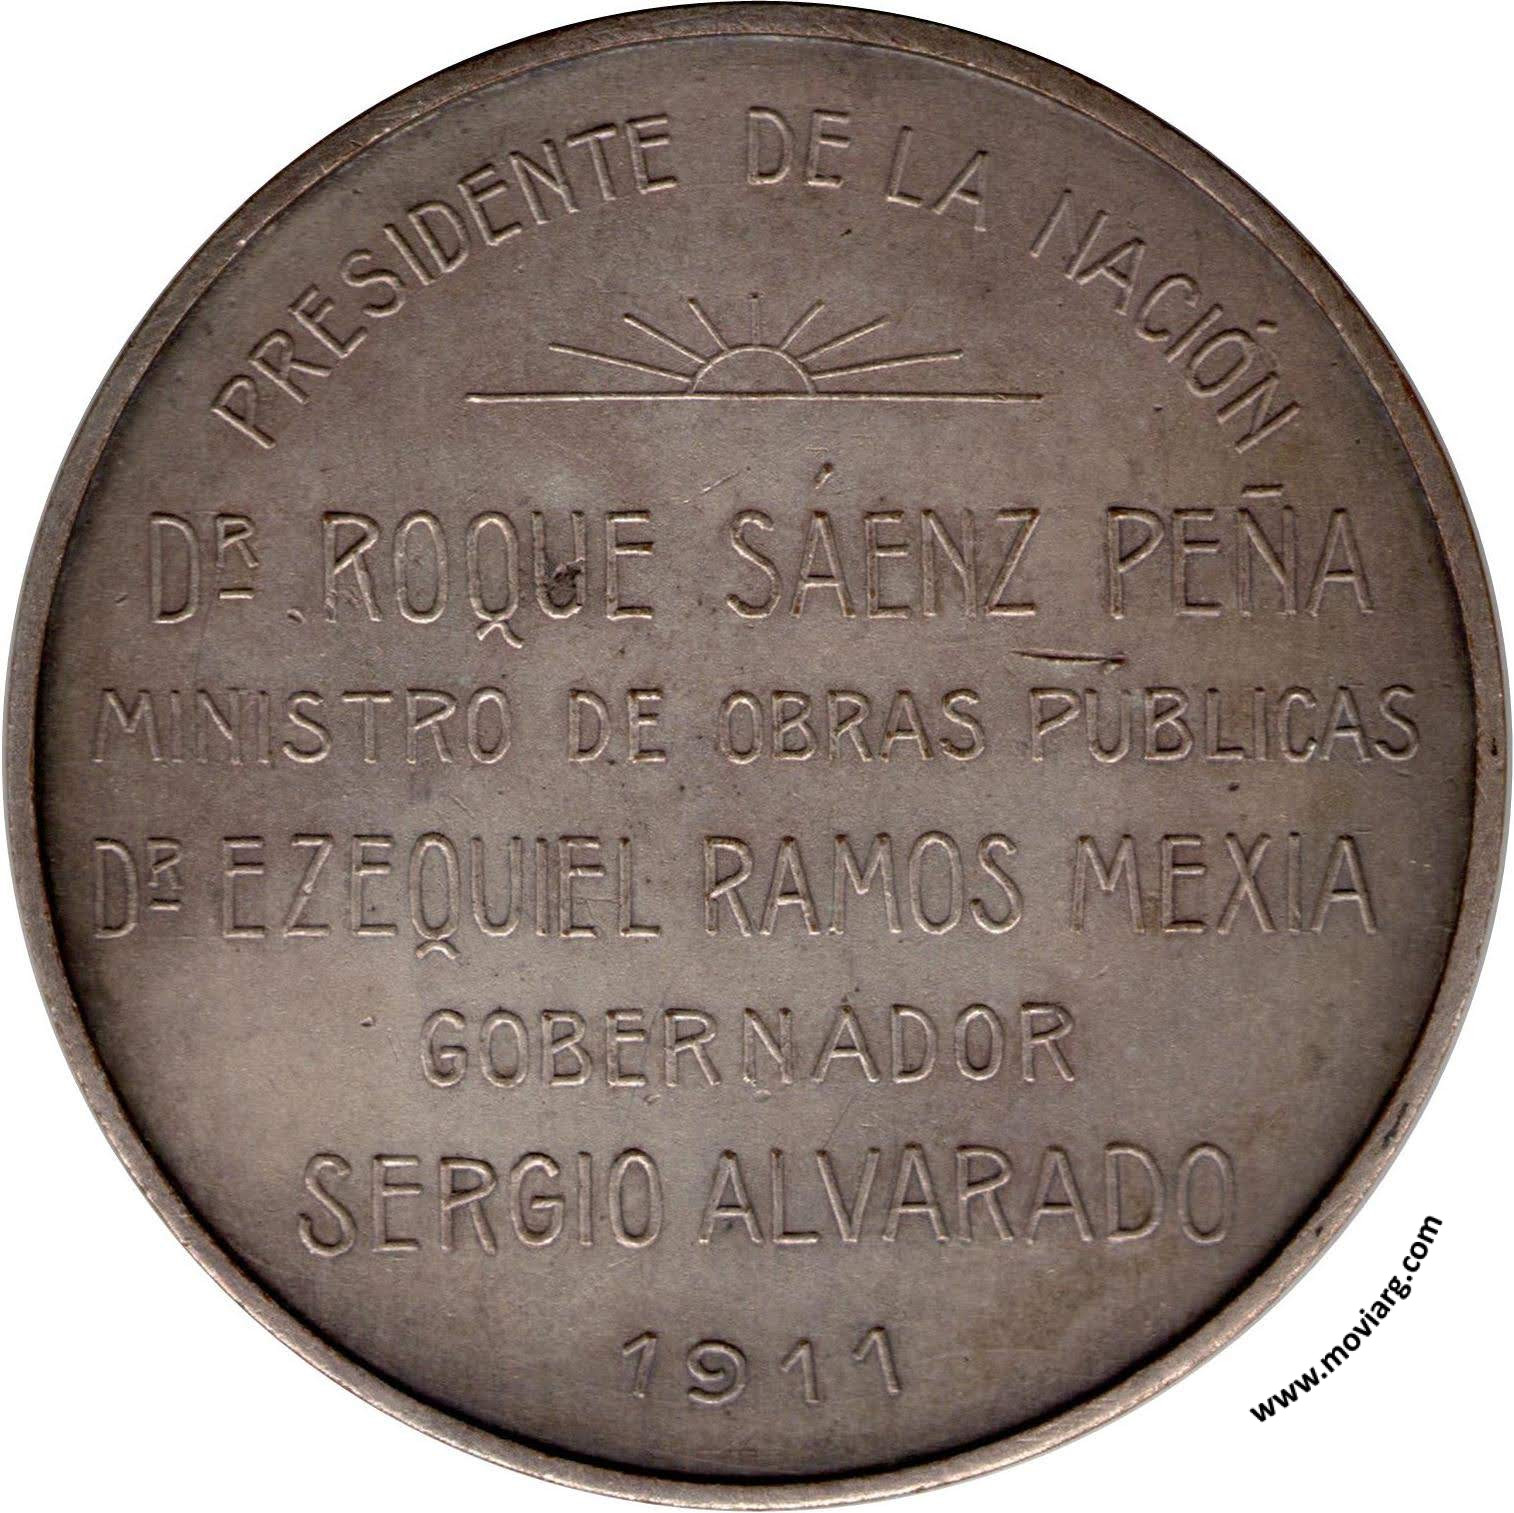 PRESIDENTE DE LA NACIÓN
DR. ROQUE SÁENZ PEÑA
MINISTRO DE OBRAS PÚBLICAS
DR EZEQUIEL RAMOS MEXIA
GOBERNADOR
SERGIO ALVARADO
1911
www.moviarg.com